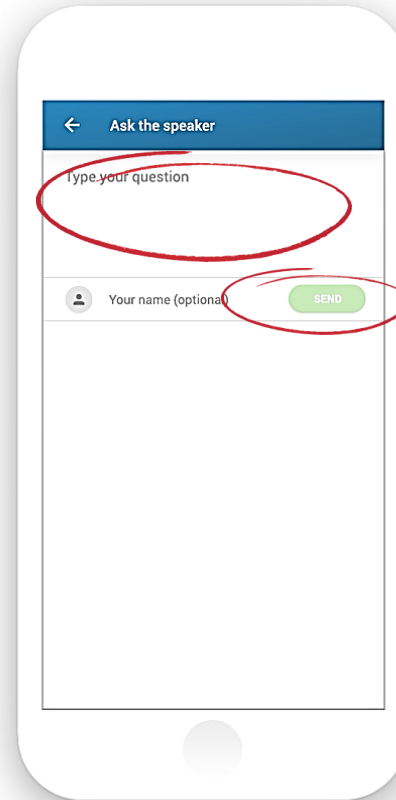 Ask the speaker
Type your question
Your name (optional)
SEND